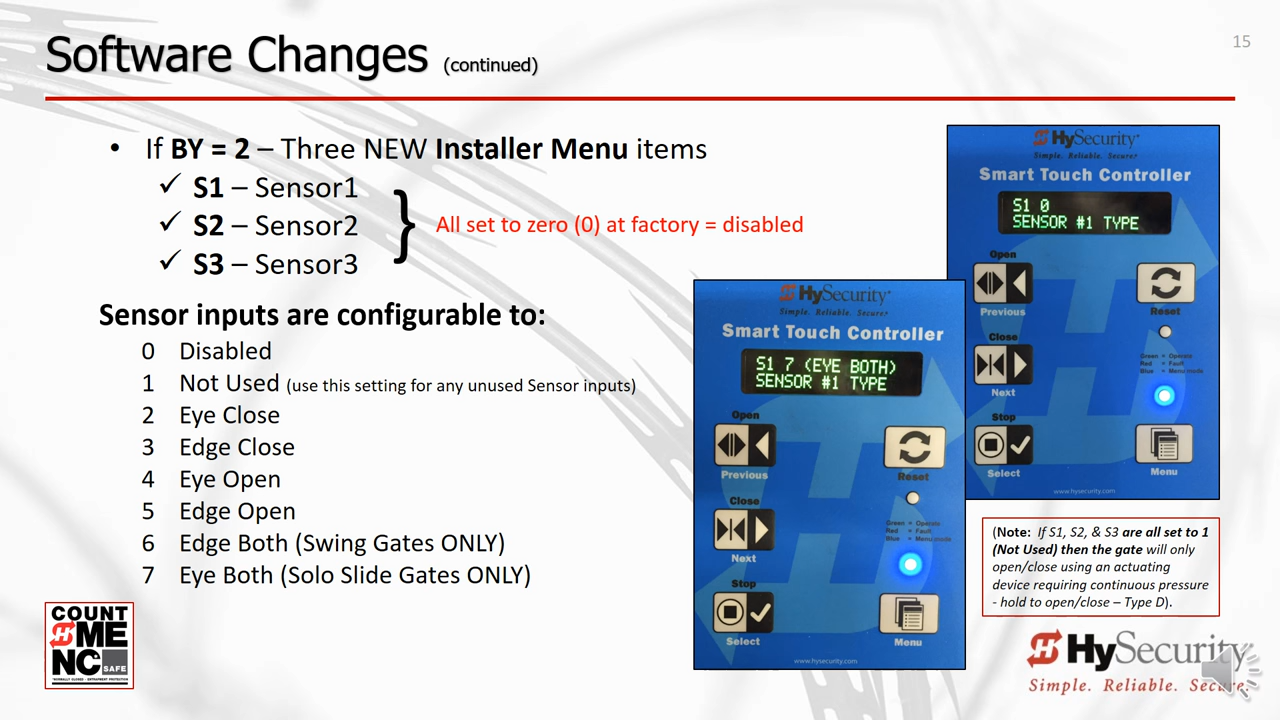 Software Changes (continued)
15
• If BY = 2 – Three NEW Installer Menu items
✓ S1 – Sensor1
✓ S2 – Sensor2
✓ S3 – Sensor3
} All set to zero (0) at factory = disabled
Sensor inputs are configurable to:
0 Disabled
1 Not Used (use this setting for any unused Sensor inputs)
2 Eye Close
3 Edge Close
4 Eye Open
5 Edge Open
6 Edge Both (Swing Gates ONLY)
7 Eye Both (Solo Slide Gates ONLY)
HySecurity
Simple. Reliable. Secure.
Smart Touch Controller
S1 0
SENSOR #1 TYPE
Open
Previous
Reset
Close
Green = Operate
Red = Fault
Blue = Menu mode
Next
Stop
Select
Menu
www.hysecurity.com
HySecurity
Simple. Reliable. Secure.
Smart Touch Controller
S1 7 (EYE BOTH)
SENSOR #1 TYPE
Open
Previous
Reset
Close
Green = Operate
Red = Fault
Blue = Menu mode
Next
Stop
Select
Menu
www.hysecurity.com
(Note: If S1, S2, & S3 are all set to 1
(Not Used) then the gate will only
open/close using an actuating
device requiring continuous pressure
- hold to open/close – Type D).
COUNT
ME
NC SAFE
"NORMALLY CLOSED - ENTRAPMENT PROTECTION"
HySecurity
Simple. Reliable. Secure.